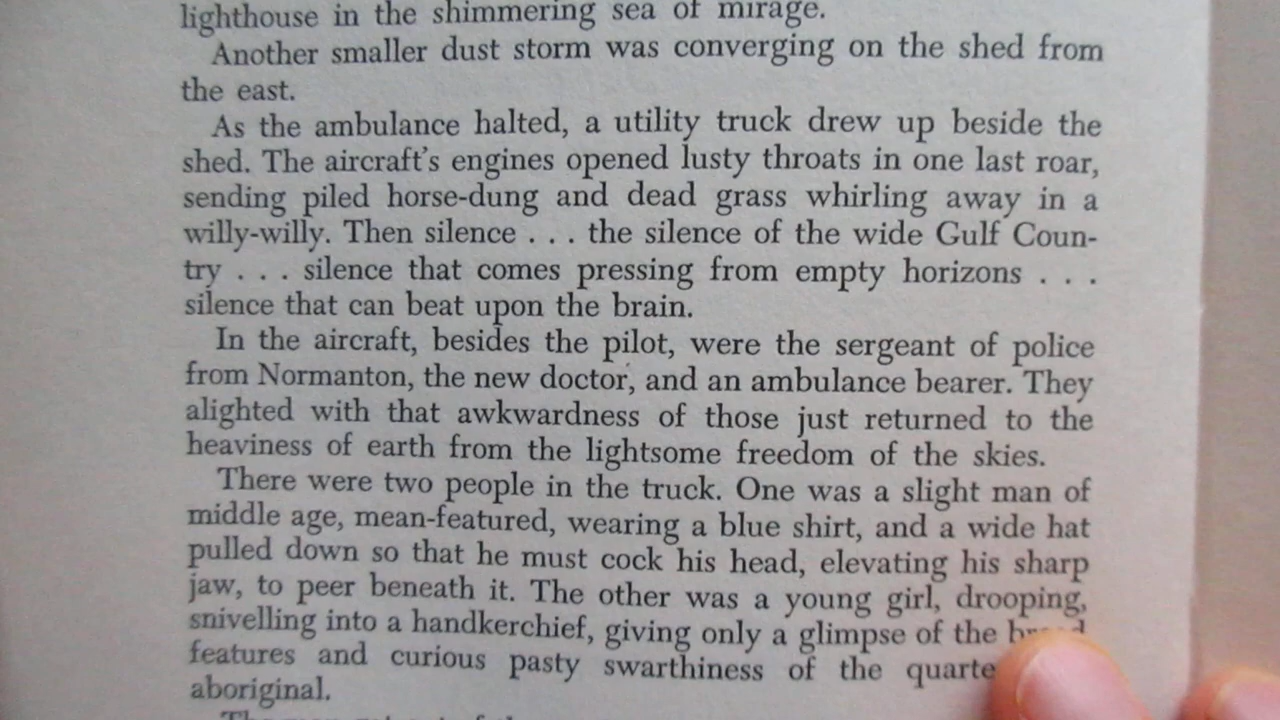 lighthouse in the shimmering sea of mirage.
Another smaller dust storm was converging on the shed from
the east.
As the ambulance halted, a utility truck drew up beside the
shed. The aircraft's engines opened lusty throats in one last roar,
sending piled horse-dung and dead grass whirling away in a
willy-willy. Then silence . . . the silence of the wide Gulf Coun-
try . . . silence that comes pressing from empty horizons . . .
silence that can beat upon the brain.
In the aircraft, besides the pilot, were the sergeant of police
from Normanton, the new doctor, and an ambulance bearer. They
alighted with that awkwardness of those just returned to the
heaviness of earth from the lightsome freedom of the skies.
There were two people in the truck. One was a slight man of
middle age, mean-featured, wearing a blue shirt, and a wide hat
pulled down so that he must cock his head, elevating his sharp
jaw, to peer beneath it. The other was a young girl, drooping,
snivelling into a handkerchief, giving only a glimpse of the
features and curious pasty swarthiness of the
aboriginal.